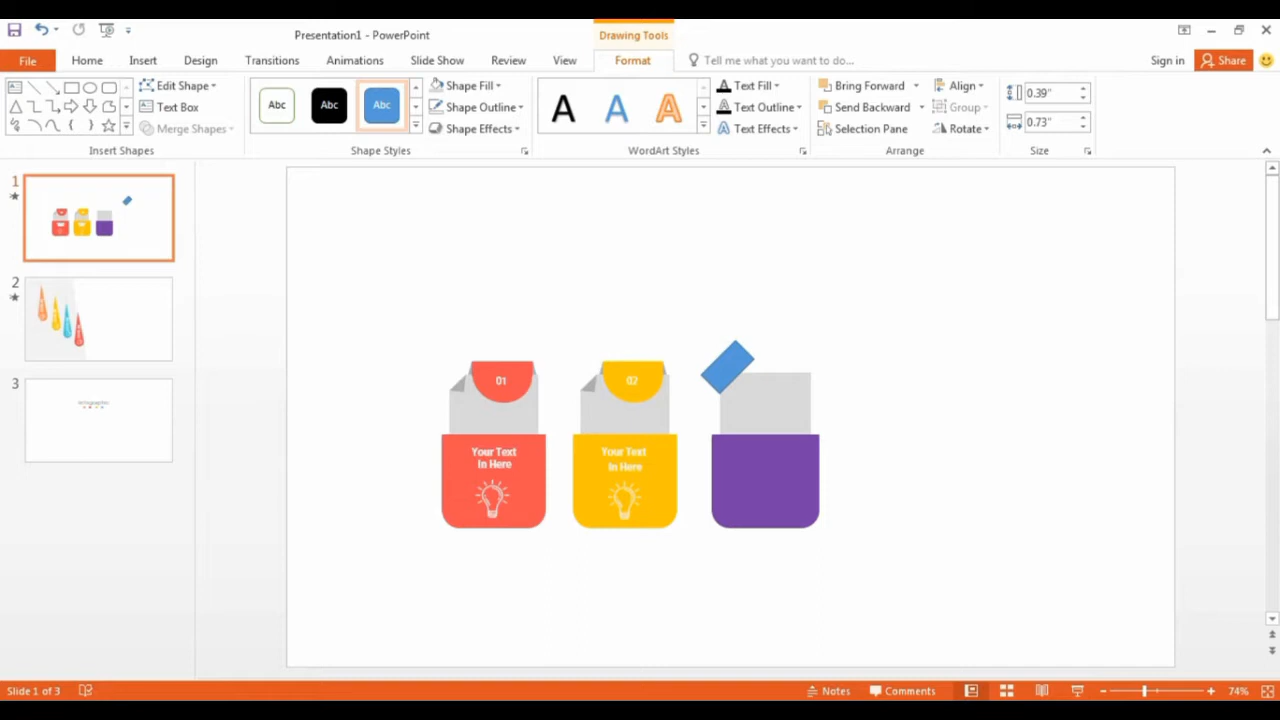 Presentation1 - PowerPoint
Drawing Tools
File
Home
Insert
Design
Transitions
Animations
Slide Show
Review
View
Format
Tell me what you want to do...
Sign in
Share
Edit Shape
Text Box
Merge Shapes
Insert Shapes
Abc
Abc
Abc
Shape Fill
Shape Outline
Shape Effects
Shape Styles
A
A
A
Text Fill
Text Outline
Text Effects
WordArt Styles
Bring Forward
Send Backward
Selection Pane
Align
Group
Rotate
Arrange
0.39"
0.73"
Size
1
2
3
01
Your Text
In Here
02
Your Text
In Here
Slide 1 of 3
Notes
Comments
74%